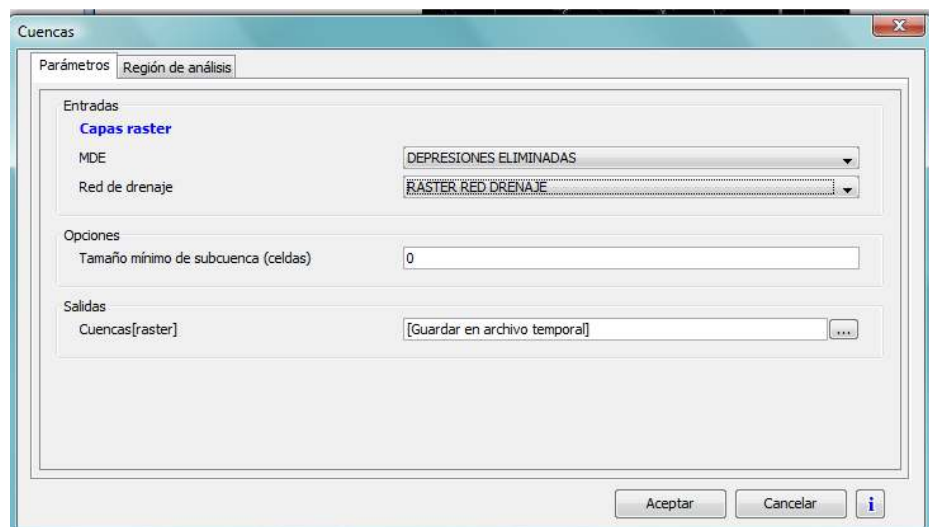 Cuencas
Parámetros Región de análisis
Entradas
Capas raster
MDE DEPRESIONES ELIMINADAS
Red de drenaje RASTER RED DRENAJE
Opciones
Tamaño mínimo de subcuenca (celdas) 0
Salidas
Cuencas[raster] [Guardar en archivo temporal] ...
Aceptar Cancelar i